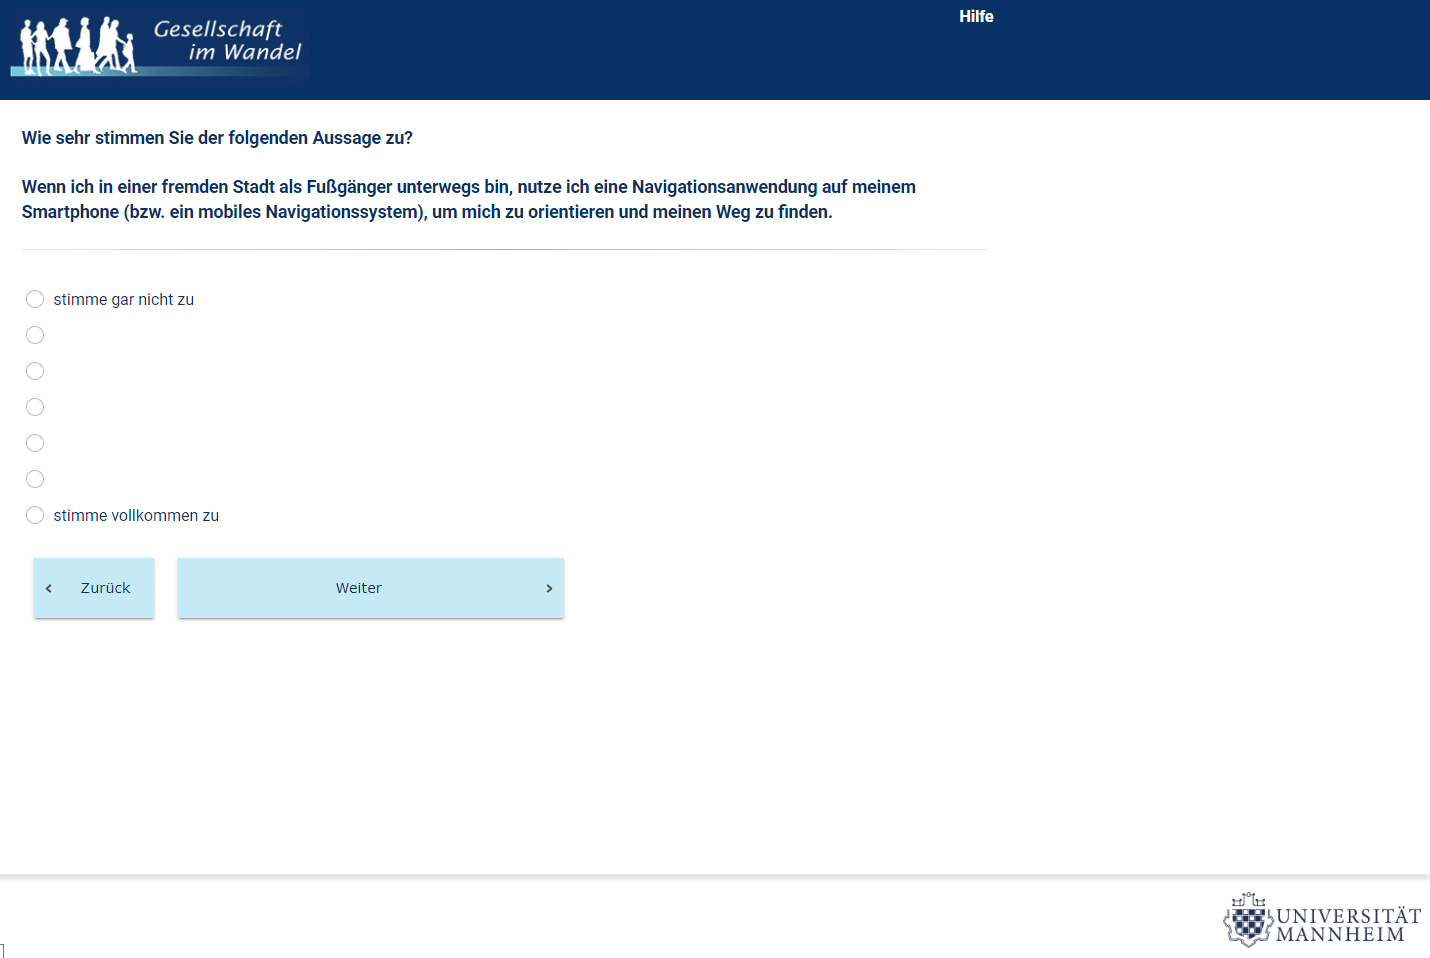 Gesellschaft
im Wandel
Hilfe
Wie sehr stimmen Sie der folgenden Aussage zu?
Wenn ich in einer fremden Stadt als Fußgänger unterwegs bin, nutze ich eine Navigationsanwendung auf meinem
Smartphone (bzw. ein mobiles Navigationssystem), um mich zu orientieren und meinen Weg zu finden.
stimme gar nicht zu
stimme vollkommen zu
Zurück
Weiter
UNIVERSITÄT
MANNHEIM